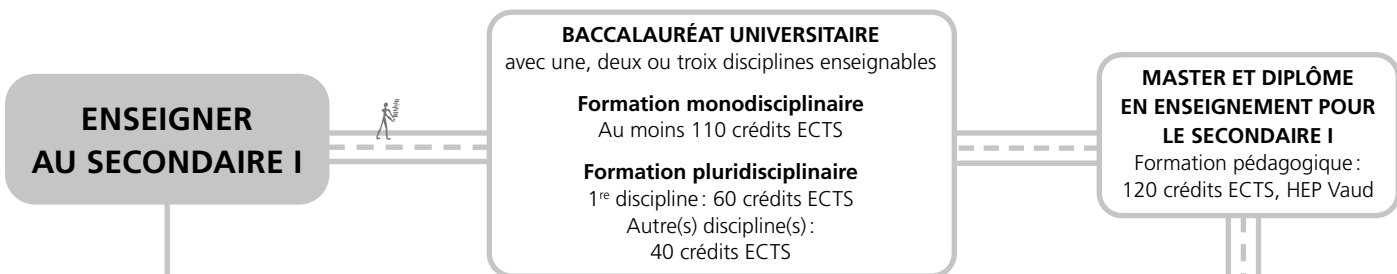 ENSEIGNER
AU SECONDAIRE I
BACCALAURÉAT UNIVERSITAIRE
avec une, deux ou trois disciplines enseignables
Formation monodisciplinaire
Au moins 110 crédits ECTS
Formation pluridisciplinaire
1re discipline : 60 crédits ECTS
Autre(s) discipline(s) :
40 crédits ECTS
MASTER ET DIPLÔME
EN ENSEIGNEMENT POUR
LE SECONDAIRE I
Formation pédagogique :
120 crédits ECTS, HEP Vaud